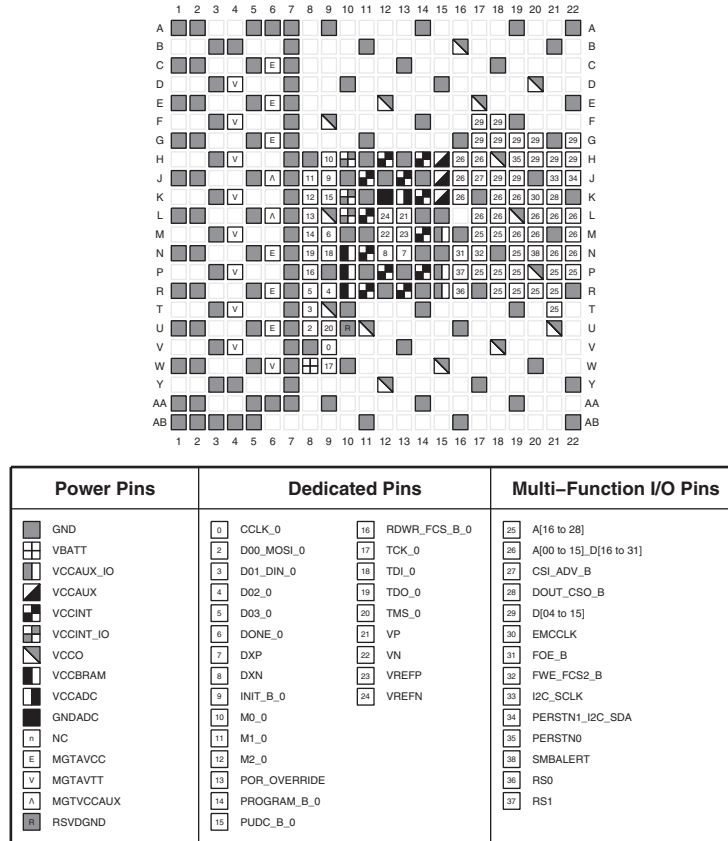 1 2 3 4 5 6 7 8 9 10 11 12 13 14 15 16 17 18 19 20 21 22
A A
B B
C E C
D V D
E E E
F V 29 29 F
G E 29 29 29 29 29 G
H V 10 26 26 35 29 29 29 H
J Λ 11 9 26 27 29 29 33 34 J
K V 12 15 26 26 26 30 28 K
L Λ 13 24 21 26 26 26 26 26 L
M V 14 6 22 23 25 25 25 26 26 M
N E 19 18 8 7 31 32 25 38 26 26 N
P V 16 37 25 25 25 25 25 P
R E 5 4 36 25 25 25 25 R
T V 3 25 T
U E 2 20 R U
V V 0 V
W V 17 W
Y Y
AA AA
AB AB
1 2 3 4 5 6 7 8 9 10 11 12 13 14 15 16 17 18 19 20 21 22
Power Pins
GND
VBATT
VCCAUX_IO
VCCAUX
VCCINT
VCCINT_IO
VCCO
VCCBRAM
VCCADC
GNDADC
n NC
E MGTAVCC
V MGTAVTT
Λ MGTVCCAUX
R RSVDGND
Dedicated Pins
0 CCLK_0
2 D00_MOSI_0
3 D01_DIN_0
4 D02_0
5 D03_0
6 DONE_0
7 DXP
8 DXN
9 INIT_B_0
10 M0_0
11 M1_0
12 M2_0
13 POR_OVERRIDE
14 PROGRAM_B_0
15 PUDC_B_0
16 RDWR_FCS_B_0
17 TCK_0
18 TDI_0
19 TDO_0
20 TMS_0
21 VP
22 VN
23 VREFP
24 VREFN
Multi–Function I/O Pins
25 A[16 to 28]
26 A[00 to 15]_D[16 to 31]
27 CSI_ADV_B
28 DOUT_CSO_B
29 D[04 to 15]
30 EMCCLK
31 FOE_B
32 FWE_FCS2_B
33 I2C_SCLK
34 PERSTN1_I2C_SDA
35 PERSTN0
38 SMBALERT
36 RS0
37 RS1